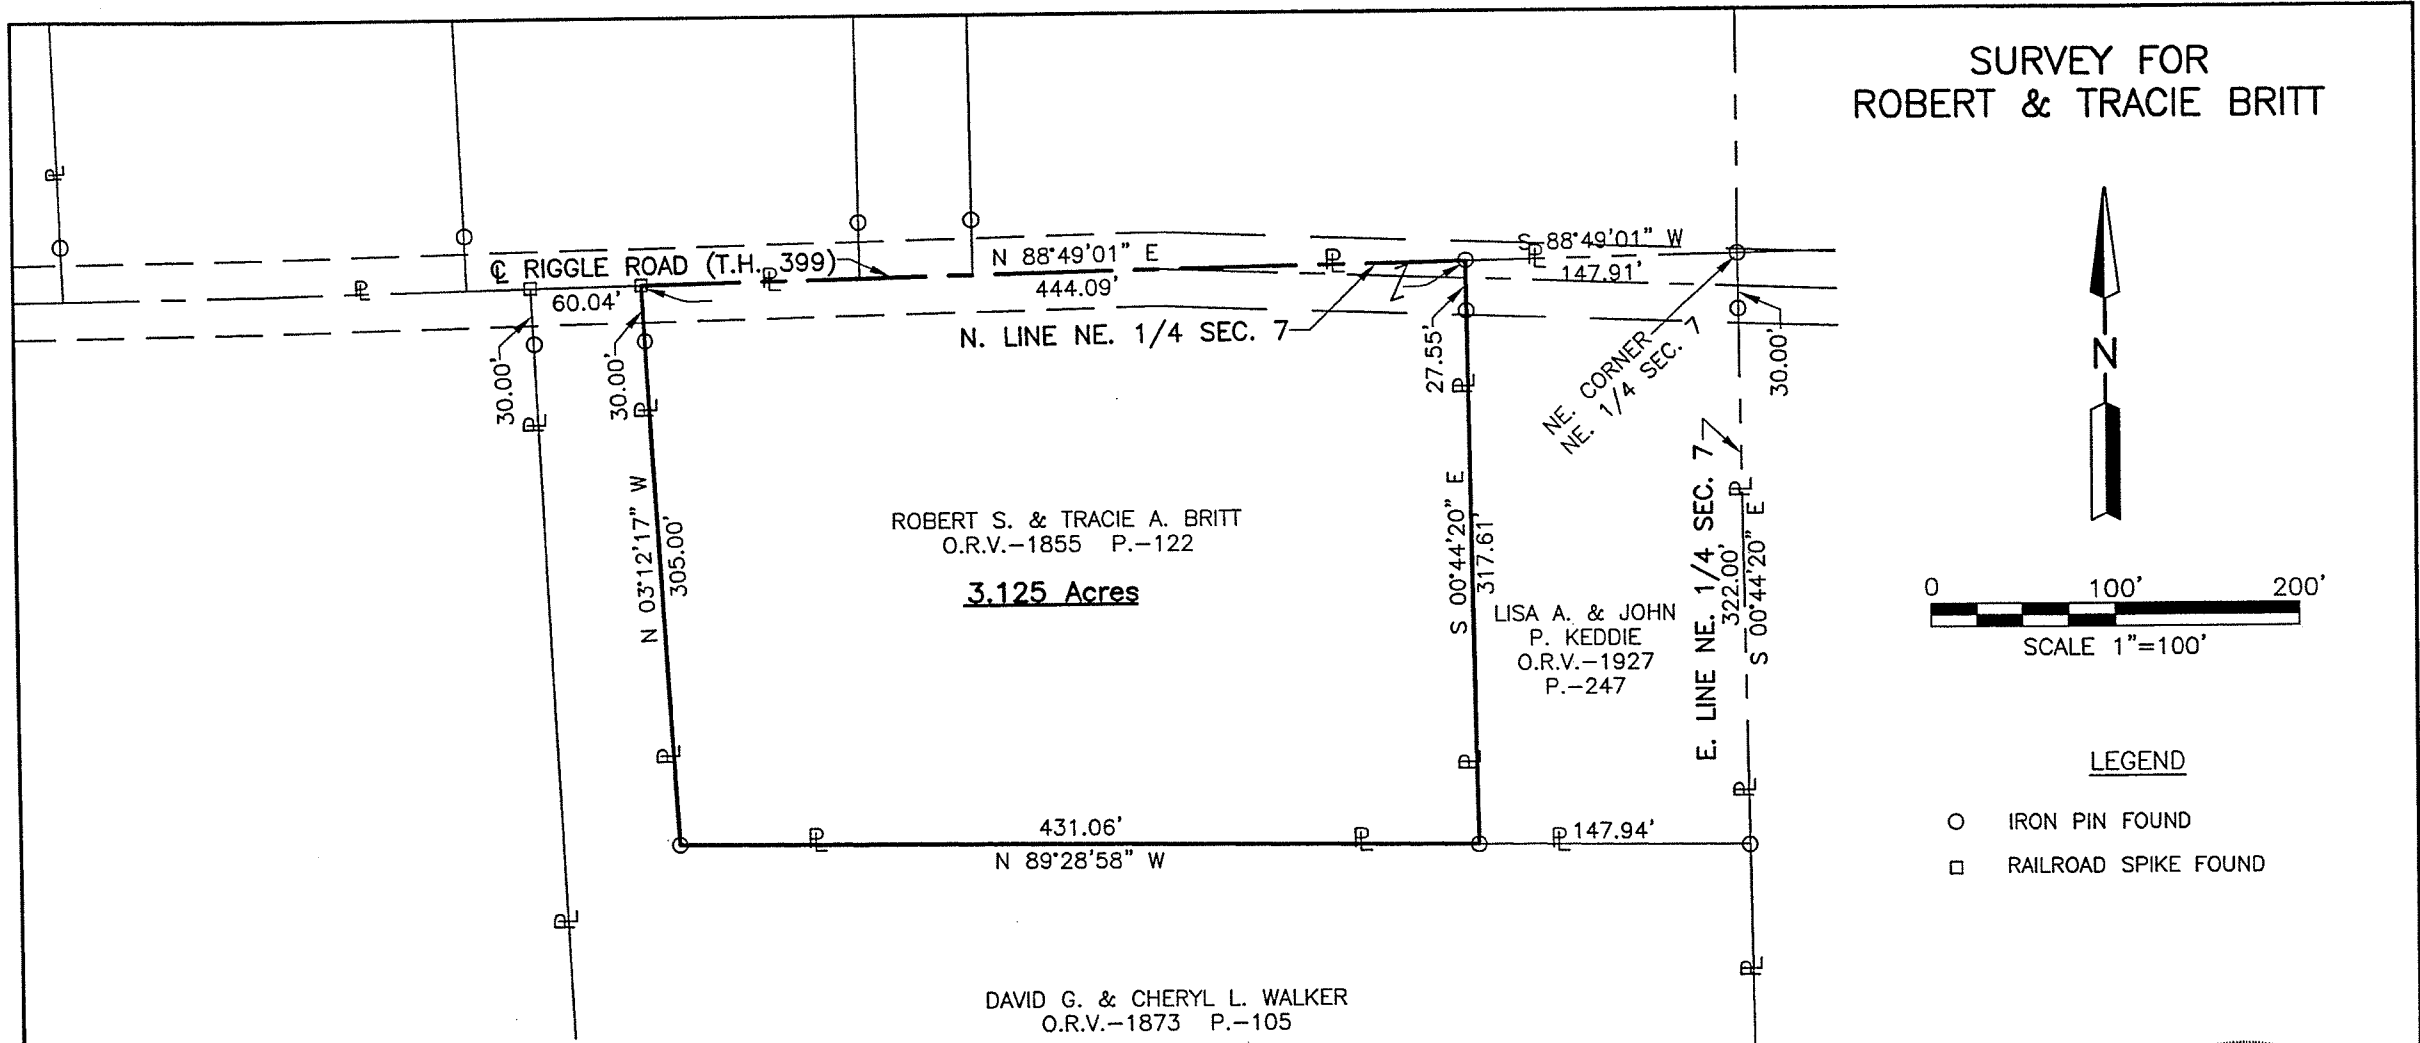 SURVEY FOR
ROBERT & TRACIE BRITT
N 88°49'01" E
S 88°49'01" W
℄ RIGGLE ROAD (T.H. 399)
60.04'
444.09'
147.91'
N. LINE NE. 1/4 SEC. 7
30.00'
30.00'
27.55'
NE. CORNER
NE. 1/4 SEC. 7
30.00'
N
N 03°12'17" W
305.00'
ROBERT S. & TRACIE A. BRITT
O.R.V.-1855 P.-122
3.125 Acres
S 00°44'20" E
317.61'
LISA A. & JOHN
P. KEDDIE
O.R.V.-1927
P.-247
E. LINE NE. 1/4 SEC. 7
322.00'
S 00°44'20" E
0 100' 200'
SCALE 1"=100'
LEGEND
IRON PIN FOUND
RAILROAD SPIKE FOUND
431.06'
N 89°28'58" W
147.94'
DAVID G. & CHERYL L. WALKER
O.R.V.-1873 P.-105